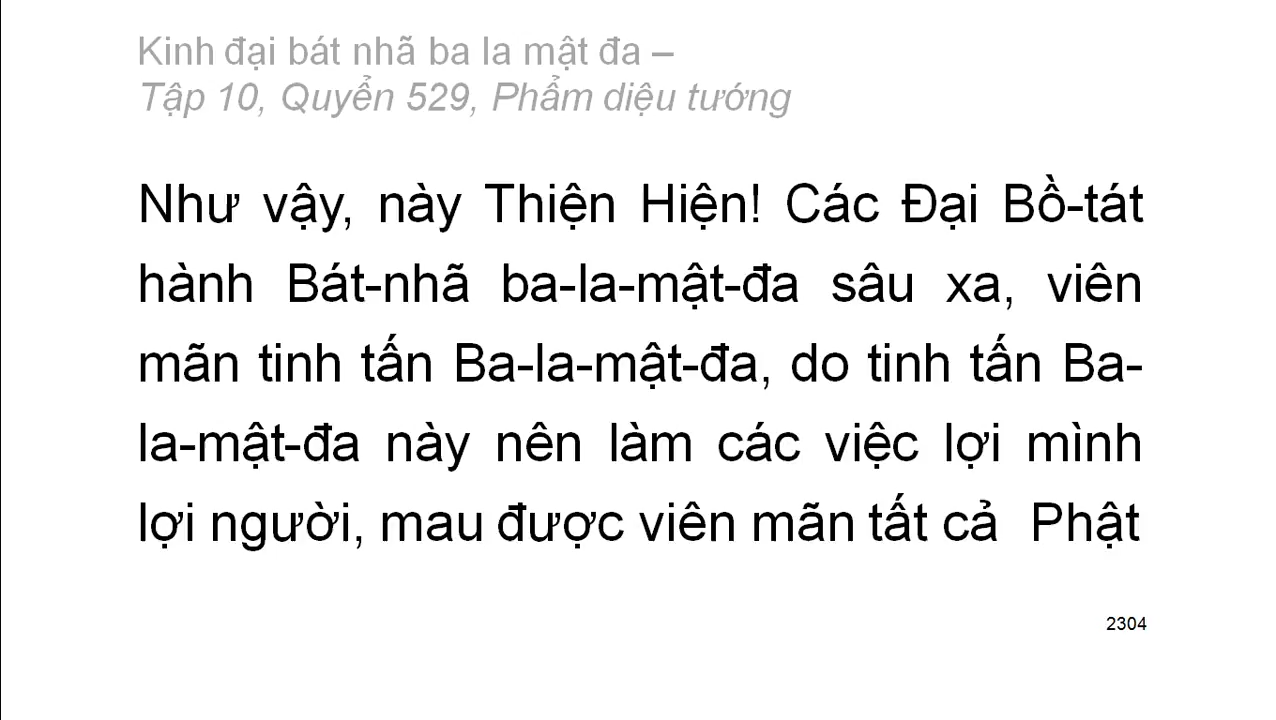 Kinh đại bát nhã ba la mật đa –
Tập 10, Quyển 529, Phẩm diệu tướng
Như vậy, này Thiện Hiện! Các Đại Bồ-tát
hành Bát-nhã ba-la-mật-đa sâu xa, viên
mãn tinh tấn Ba-la-mật-đa, do tinh tấn Ba-
la-mật-đa này nên làm các việc lợi mình
lợi người, mau được viên mãn tất cả  Phật
2304